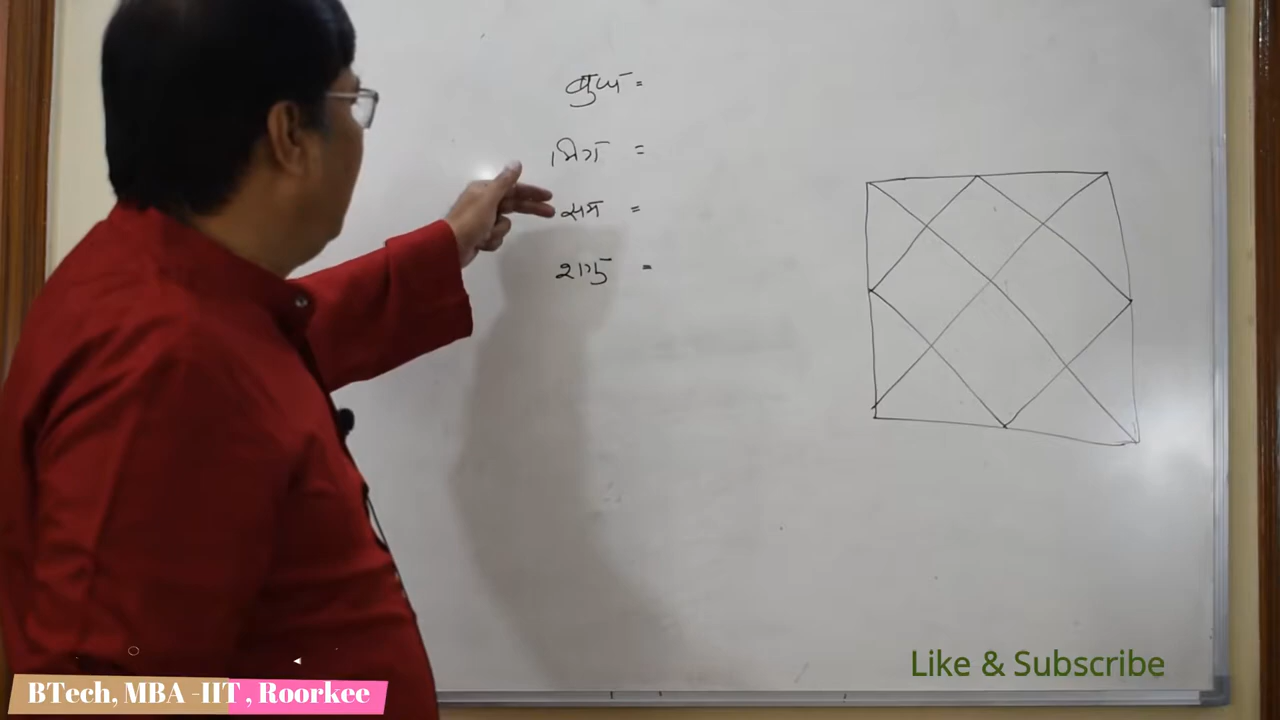 मित्र =
सम =
शत्रु =
Like & Subscribe
BTech, MBA -IIT , Roorkee